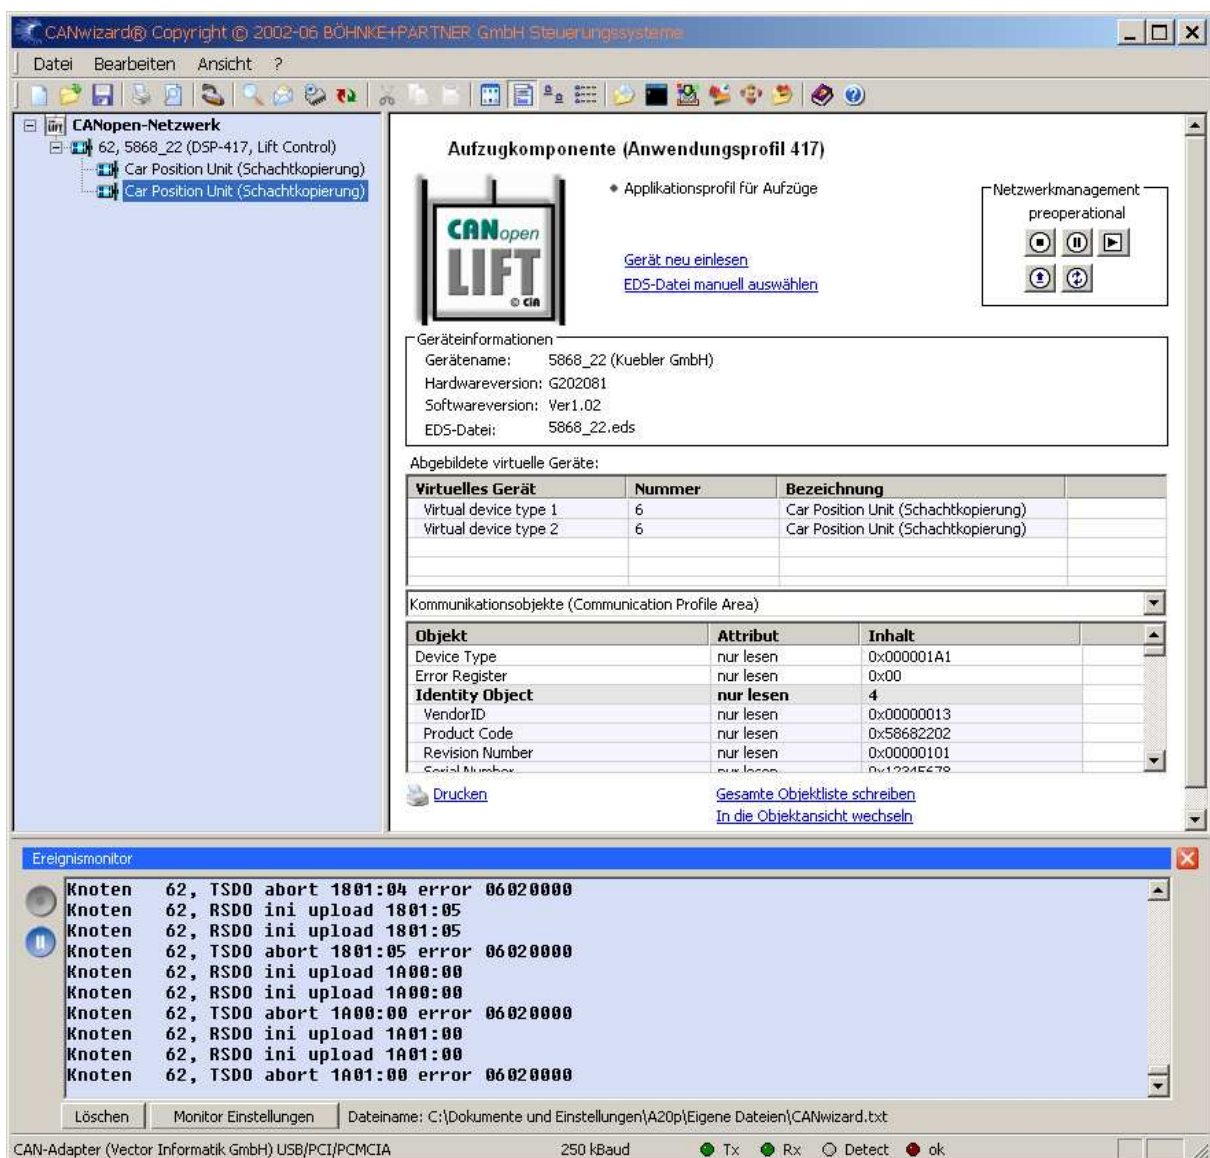 CANwizard® Copyright © 2002-06 BÖHNKE+PARTNER GmbH Steuerungssysteme
Datei Bearbeiten Ansicht ?
CANopen-Netzwerk
62, 5868_22 (DSP-417, Lift Control)
Car Position Unit (Schachtkopierung)
Car Position Unit (Schachtkopierung)
Aufzugkomponente (Anwendungsprofil 417)
CANopen
LIFT
© CiA
Applikationsprofil für Aufzüge
Gerät neu einlesen
EDS-Datei manuell auswählen
Netzwerkmanagement
preoperational
Geräteinformationen
Gerätename: 5868_22 (Kuebler GmbH)
Hardwareversion: G202081
Softwareversion: Ver1.02
EDS-Datei: 5868_22.eds
Abgebildete virtuelle Geräte:
Virtuelles Gerät Nummer Bezeichnung
Virtual device type 1 6 Car Position Unit (Schachtkopierung)
Virtual device type 2 6 Car Position Unit (Schachtkopierung)
Kommunikationsobjekte (Communication Profile Area)
Objekt Attribut Inhalt
Device Type nur lesen 0x000001A1
Error Register nur lesen 0x00
Identity Object nur lesen 4
VendorID nur lesen 0x00000013
Product Code nur lesen 0x58682202
Revision Number nur lesen 0x00000101
Serial Number nur lesen 0x12345678
Drucken Gesamte Objektliste schreiben
In die Objektansicht wechseln
Ereignismonitor
Knoten 62, TSDO abort 1801:04 error 06020000
Knoten 62, RSDO ini upload 1801:05
Knoten 62, RSDO ini upload 1801:05
Knoten 62, TSDO abort 1801:05 error 06020000
Knoten 62, RSDO ini upload 1A00:00
Knoten 62, RSDO ini upload 1A00:00
Knoten 62, TSDO abort 1A00:00 error 06020000
Knoten 62, RSDO ini upload 1A01:00
Knoten 62, RSDO ini upload 1A01:00
Knoten 62, TSDO abort 1A01:00 error 06020000
Löschen Monitor Einstellungen Dateiname: C:\Dokumente und Einstellungen\A20p\Eigene Dateien\CANwizard.txt
CAN-Adapter (Vector Informatik GmbH) USB/PCI/PCMCIA 250 kBaud Tx Rx Detect ok